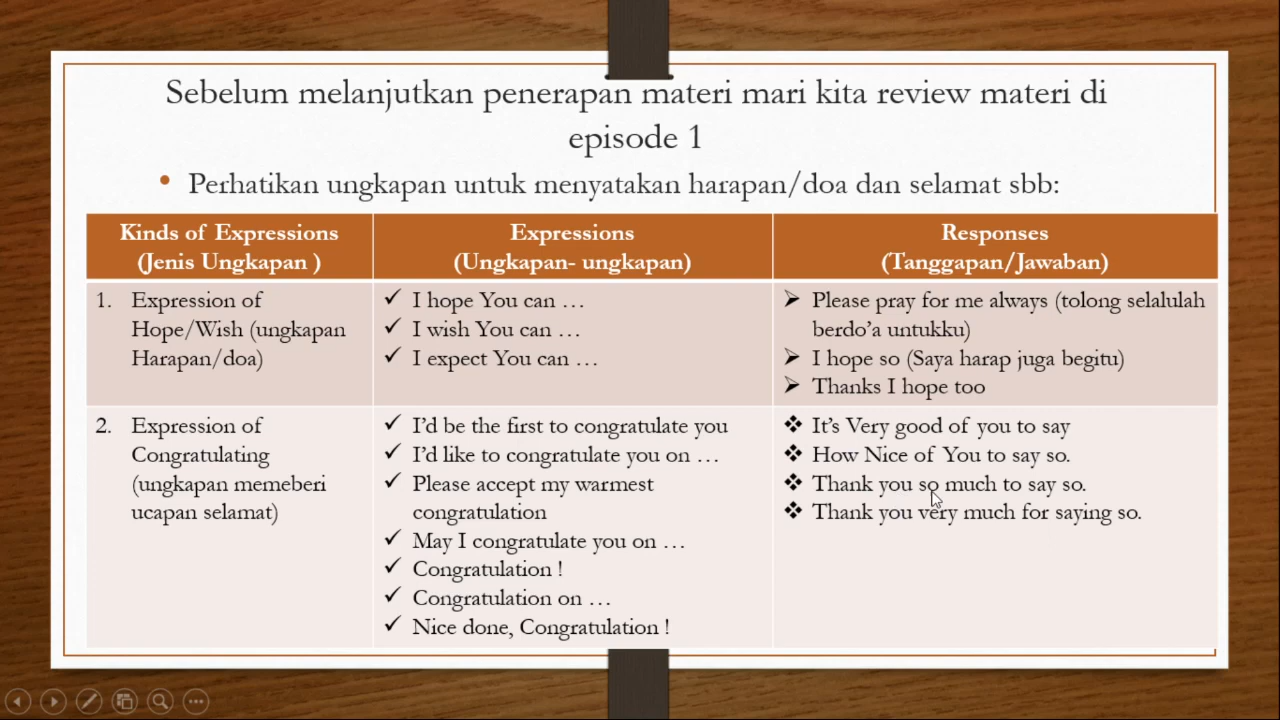 Sebelum melanjutkan penerapan materi mari kita review materi di
episode 1
• Perhatikan ungkapan untuk menyatakan harapan/doa dan selamat sbb:
Kinds of Expressions
(Jenis Ungkapan )
Expressions
(Ungkapan- ungkapan)
Responses
(Tanggapan/Jawaban)
1. Expression of
Hope/Wish (ungkapan
Harapan/doa)
✓ I hope You can …
✓ I wish You can …
✓ I expect You can …
➢ Please pray for me always (tolong selalulah
berdo’a untukku)
➢ I hope so (Saya harap juga begitu)
➢ Thanks I hope too
2. Expression of
Congratulating
(ungkapan memeberi
ucapan selamat)
✓ I’d be the first to congratulate you
✓ I’d like to congratulate you on …
✓ Please accept my warmest
congratulation
✓ May I congratulate you on …
✓ Congratulation !
✓ Congratulation on …
✓ Nice done, Congratulation !
❖ It’s Very good of you to say
❖ How Nice of You to say so.
❖ Thank you so much to say so.
❖ Thank you very much for saying so.